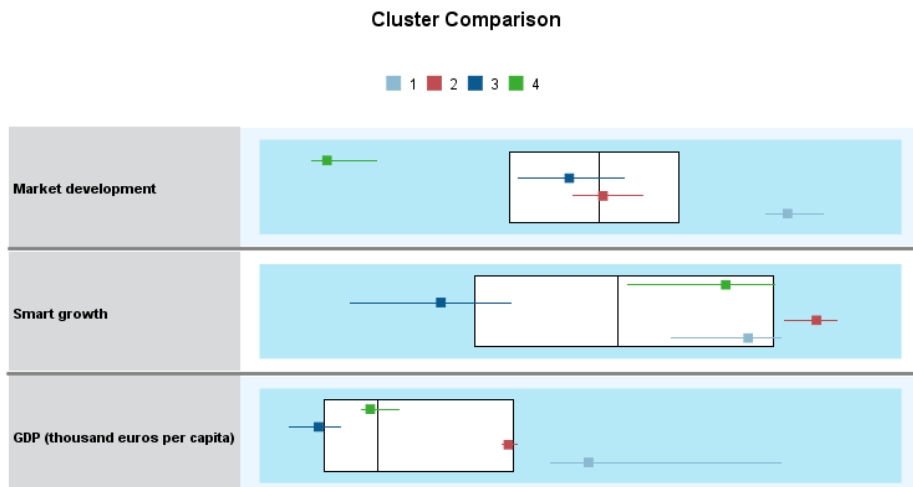 Cluster Comparison
1 2 3 4
Market development
Smart growth
GDP (thousand euros per capita)